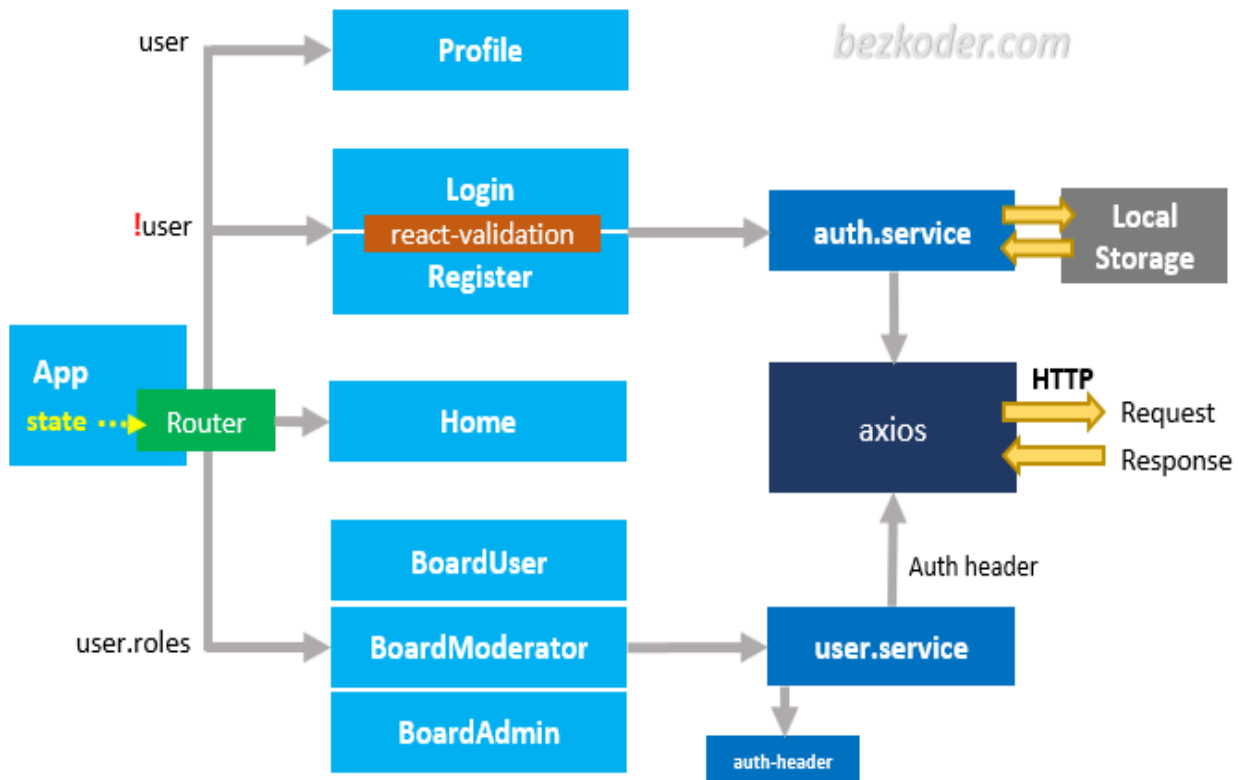 user
Profile
bezkoder.com
!user
Login
react-validation
Register
auth.service
Local
Storage
App
state
Router
Home
axios
HTTP
Request
Response
BoardUser
Auth header
user.roles
BoardModerator
user.service
BoardAdmin
auth-header